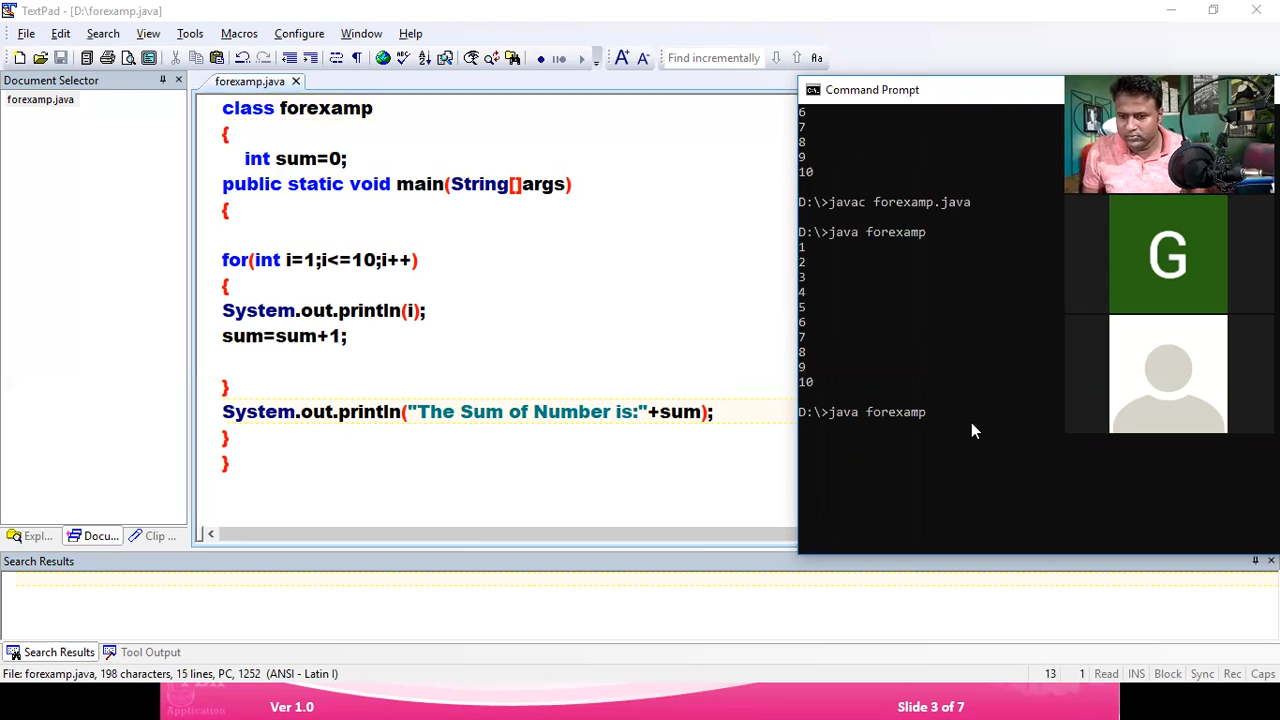 TextPad - [D:\forexamp.java]
File Edit Search View Tools Macros Configure Window Help
Find incrementally
Aa
Document Selector
forexamp.java
forexamp.java
class forexamp
{
int sum=0;
public static void main(String[]args)
{
for(int i=1;i<=10;i++)
{
System.out.println(i);
sum=sum+1;
}
System.out.println("The Sum of Number is:"+sum);
}
}
Command Prompt
6
7
8
9
10
D:\>javac forexamp.java
D:\>java forexamp
1
2
3
4
5
6
7
8
9
10
D:\>java forexamp
G
Expl... Docu... Clip ...
Search Results
Search Results Tool Output
File: forexamp.java, 198 characters, 15 lines, PC, 1252 (ANSI - Latin I) 13 1 Read INS Block Sync Rec Caps
Application
Ver 1.0 Slide 3 of 7